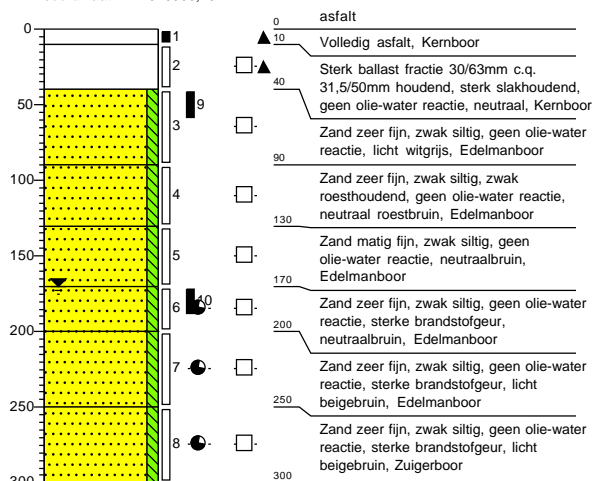 asfalt
0
0
1
10
Volledig asfalt, Kernboor
2
Sterk ballast fractie 30/63mm c.q.
40
31,5/50mm houdend, sterk slakhoudend,
geen olie-water reactie, neutraal, Kernboor
50
9
3
Zand zeer fijn, zwak siltig, geen olie-water
reactie, licht witgrijs, Edelmanboor
90
100
4
Zand zeer fijn, zwak siltig, zwak
roesthoudend, geen olie-water reactie,
neutraal roestbruin, Edelmanboor
130
150
5
Zand matig fijn, zwak siltig, geen
olie-water reactie, neutraalbruin,
Edelmanboor
170
6
10
Zand zeer fijn, zwak siltig, geen olie-water
reactie, sterke brandstofgeur,
neutraalbruin, Edelmanboor
200
200
7
Zand zeer fijn, zwak siltig, geen olie-water
reactie, sterke brandstofgeur, licht
beigebruin, Edelmanboor
250
250
8
Zand zeer fijn, zwak siltig, geen olie-water
reactie, sterke brandstofgeur, licht
beigebruin, Zuigerboor
300
300